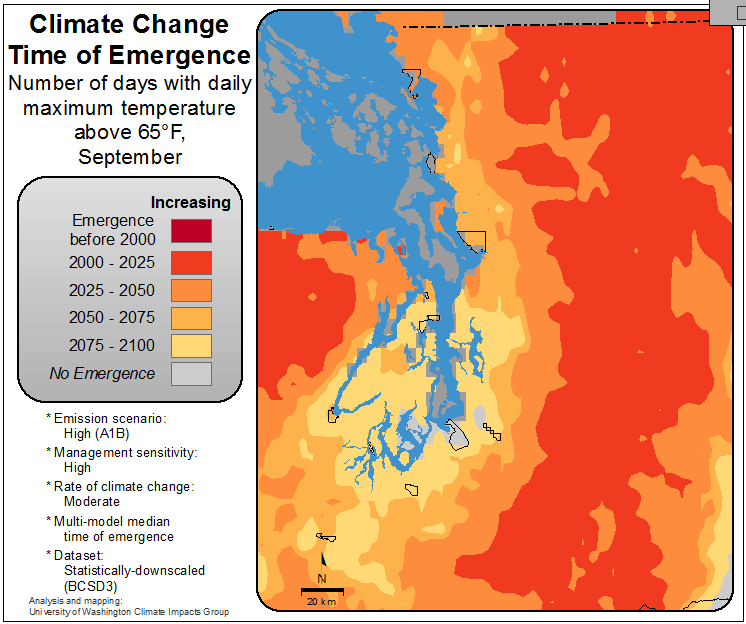 Climate Change
Time of Emergence
Number of days with daily
maximum temperature
above 65°F,
September
Increasing
Emergence
before 2000
2000 - 2025
2025 - 2050
2050 - 2075
2075 - 2100
No Emergence
* Emission scenario:
High (A1B)
* Management sensitivity:
High
* Rate of climate change:
Moderate
* Multi-model median
time of emergence
* Dataset:
Statistically-downscaled
(BCSD3)
Analysis and mapping:
University of Washington Climate Impacts Group
N
20 km